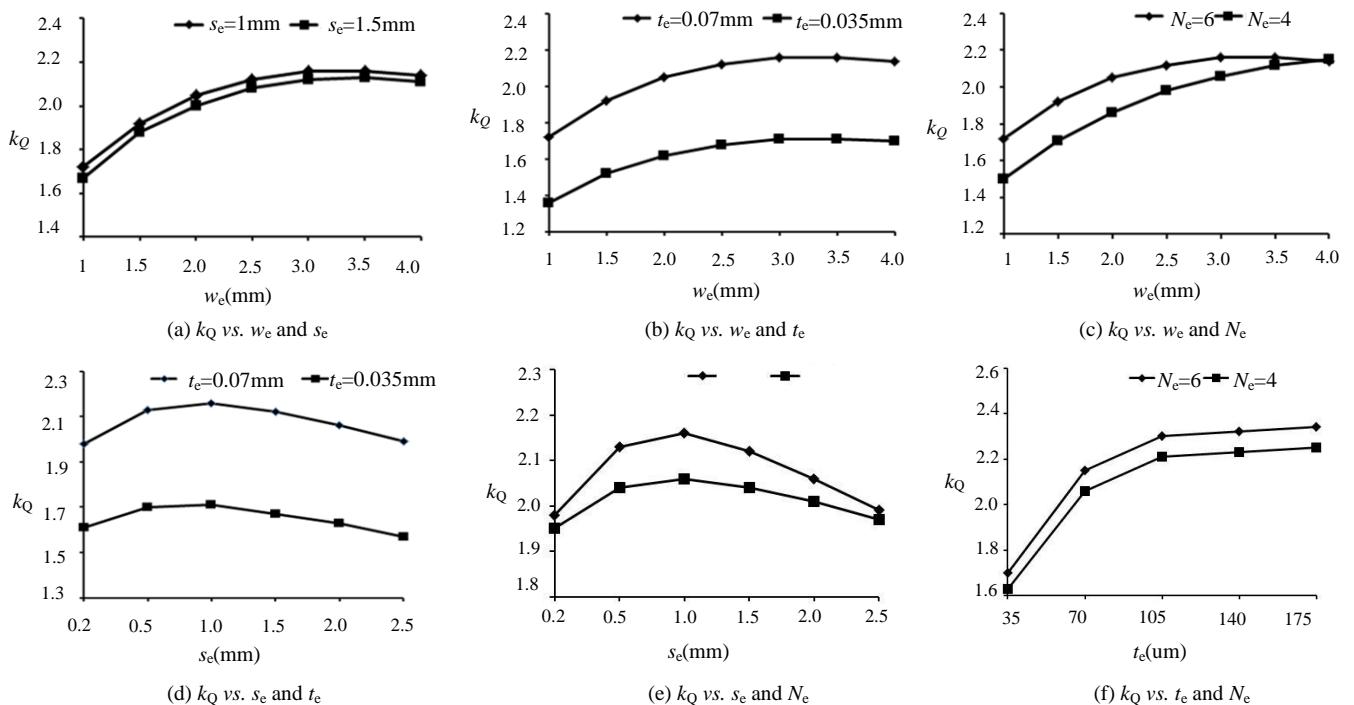 s_e=1mm s_e=1.5mm
2.4
2.2
2.0
1.8
1.6
1.4
k_Q
1 1.5 2.0 2.5 3.0 3.5 4.0
w_e(mm)
(a) k_Q vs. w_e and s_e
t_e=0.07mm t_e=0.035mm
2.4
2.2
2.0
1.8
1.6
1.4
1.2
k_Q
1 1.5 2.0 2.5 3.0 3.5 4.0
w_e(mm)
(b) k_Q vs. w_e and t_e
N_e=6 N_e=4
2.4
2.2
2.0
1.8
1.6
1.4
1.2
k_Q
1 1.5 2.0 2.5 3.0 3.5 4.0
w_e(mm)
(c) k_Q vs. w_e and N_e
t_e=0.07mm t_e=0.035mm
2.3
2.1
1.9
1.7
1.5
1.3
k_Q
0.2 0.5 1.0 1.5 2.0 2.5
s_e(mm)
(d) k_Q vs. s_e and t_e
2.3
2.2
2.1
2.0
1.9
1.8
k_Q
0.2 0.5 1.0 1.5 2.0 2.5
s_e(mm)
(e) k_Q vs. s_e and N_e
N_e=6 N_e=4
2.6
2.4
2.2
2.0
1.8
1.6
k_Q
35 70 105 140 175
t_e(um)
(f) k_Q vs. t_e and N_e